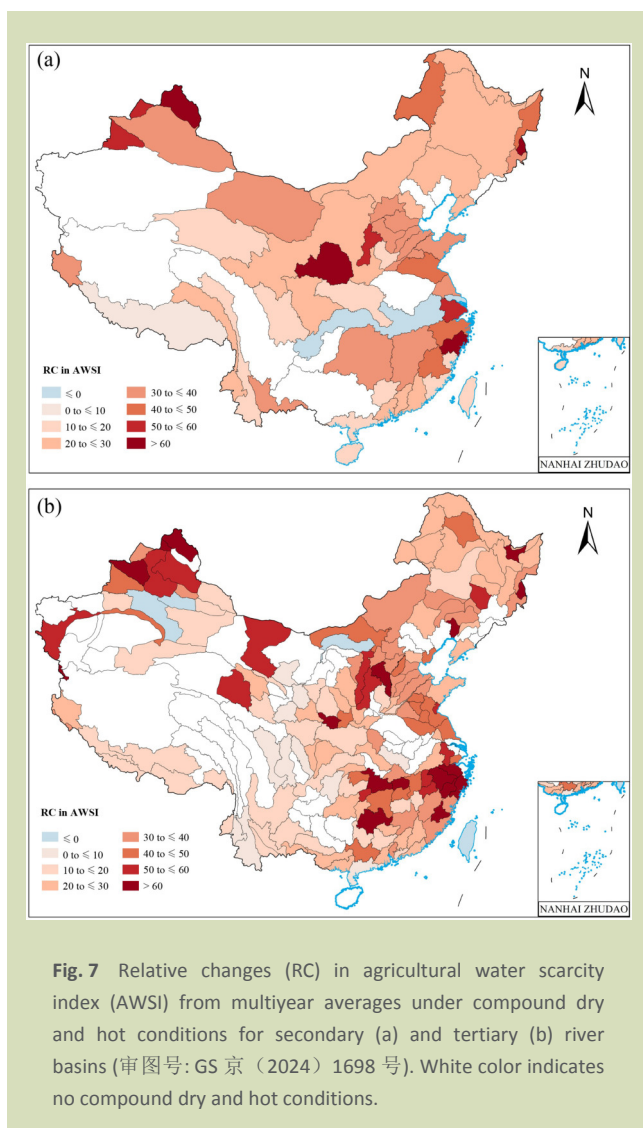 (a)
N
RC in AWSI
≤ 0
0 to ≤ 10
10 to ≤ 20
20 to ≤ 30
30 to ≤ 40
40 to ≤ 50
50 to ≤ 60
> 60
NANHAI ZHUDAO
(b)
N
RC in AWSI
≤ 0
0 to ≤ 10
10 to ≤ 20
20 to ≤ 30
30 to ≤ 40
40 to ≤ 50
50 to ≤ 60
> 60
NANHAI ZHUDAO
Fig. 7 Relative changes (RC) in agricultural water scarcity
index (AWSI) from multiyear averages under compound dry
and hot conditions for secondary (a) and tertiary (b) river
basins (审图号: GS 京（2024）1698 号). White color indicates
no compound dry and hot conditions.